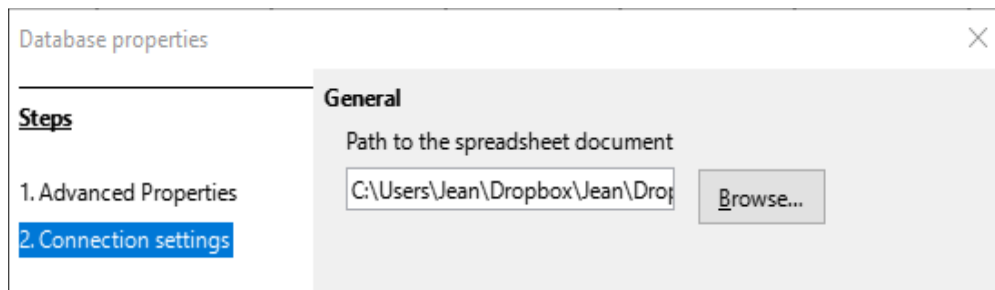 Database properties
Steps
1. Advanced Properties
2. Connection settings
General
Path to the spreadsheet document
C:\Users\Jean\Dropbox\Jean\Drop
Browse...